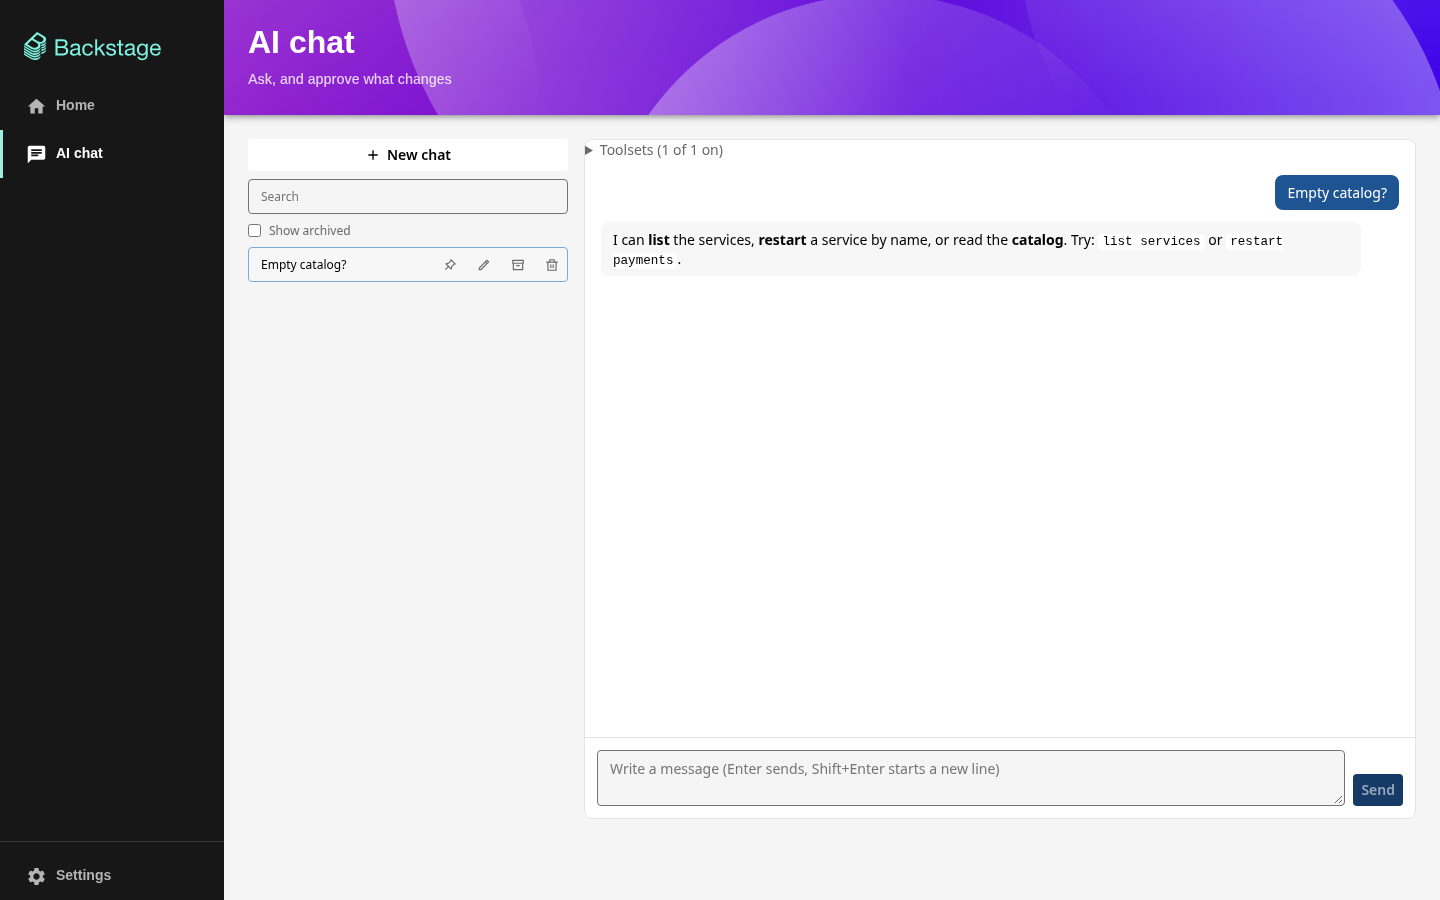 Backstage
Home
AI chat
Settings
AI chat
Ask, and approve what changes
New chat
Search
Show archived
Empty catalog?
Toolsets (1 of 1 on)
Empty catalog?
I can list the services, restart a service by name, or read the catalog. Try: list services or restart
payments.
Write a message (Enter sends, Shift+Enter starts a new line)
Send